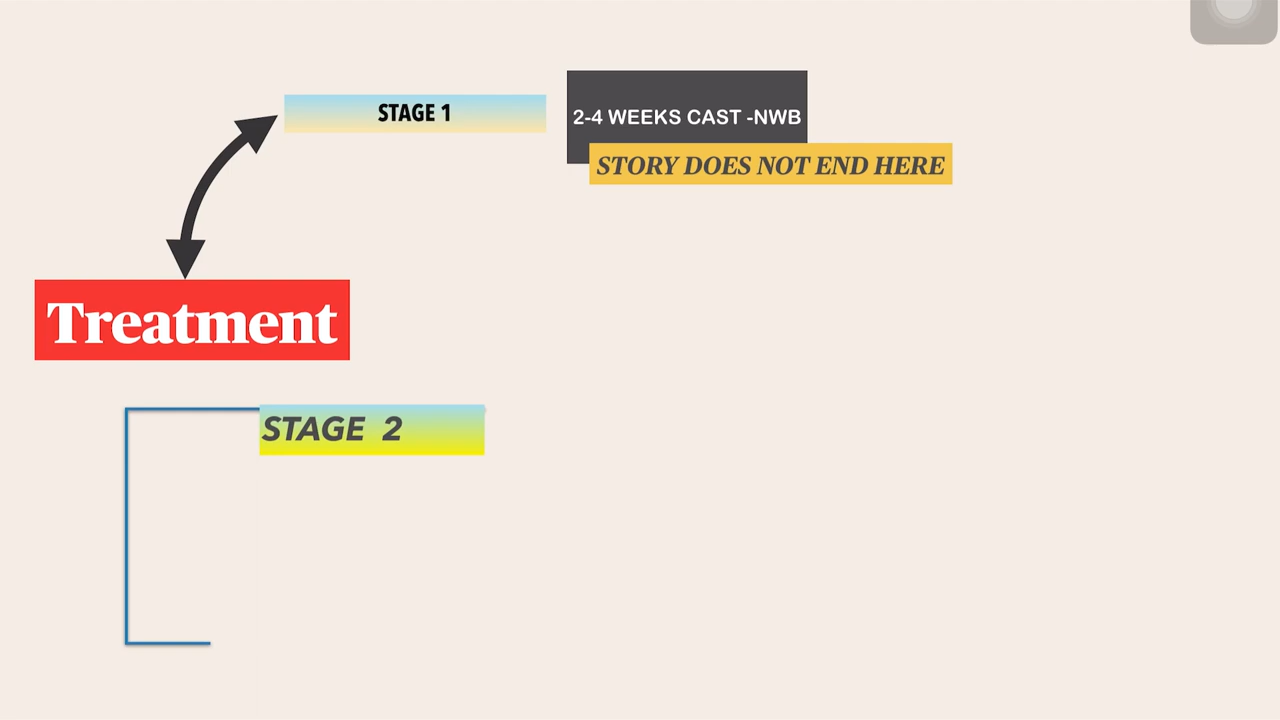 STAGE 1
2-4 WEEKS CAST -NWB
STORY DOES NOT END HERE
Treatment
STAGE 2